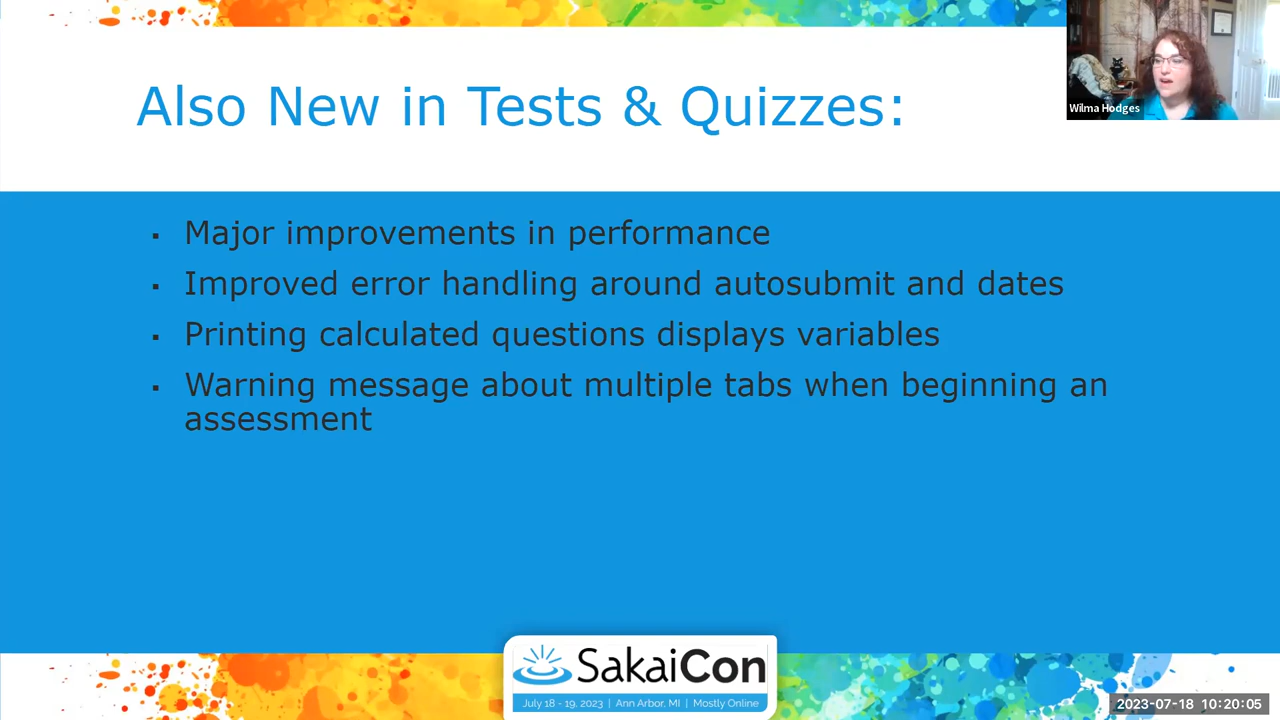 Also New in Tests & Quizzes:
Wilma Hodges
▪ Major improvements in performance
▪ Improved error handling around autosubmit and dates
▪ Printing calculated questions displays variables
▪ Warning message about multiple tabs when beginning an
assessment
SakaiCon
July 18 - 19, 2023 | Ann Arbor, MI | Mostly Online
2023-07-18 10:20:05